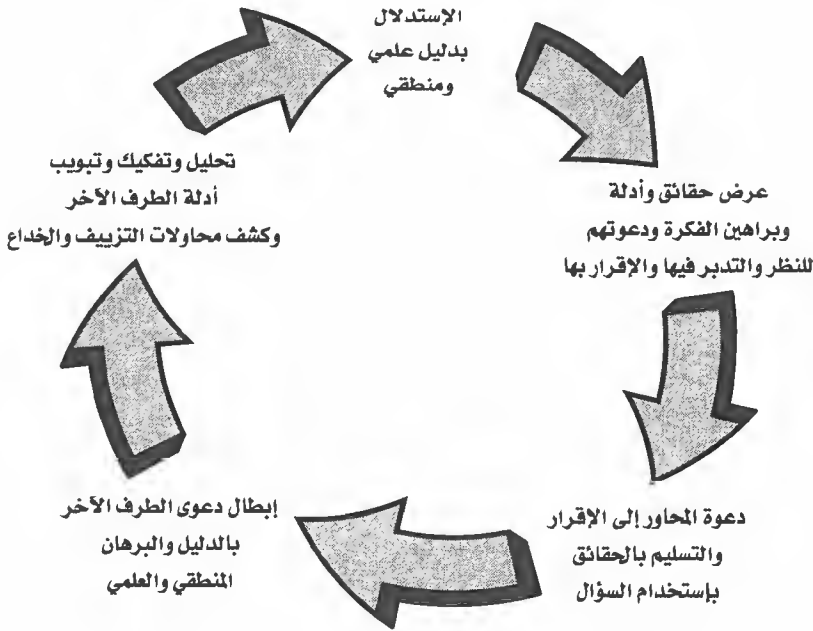 الإستدلال
بدليل علمي
ومنطقي
عرض حقائق وأدلة
وبراهين الفكرة ودعوتهم
للنظر والتدبر فيها والإقرار بها
دعوة المحاور إلى الإقرار
والتسليم بالحقائق
بإستخدام السؤال
إبطال دعوى الطرف الآخر
بالدليل والبرهان
المنطقي والعلمي
تحليل وتفكيك وتبويب
أدلة الطرف الآخر
وكشف محاولات التزييف والخداع